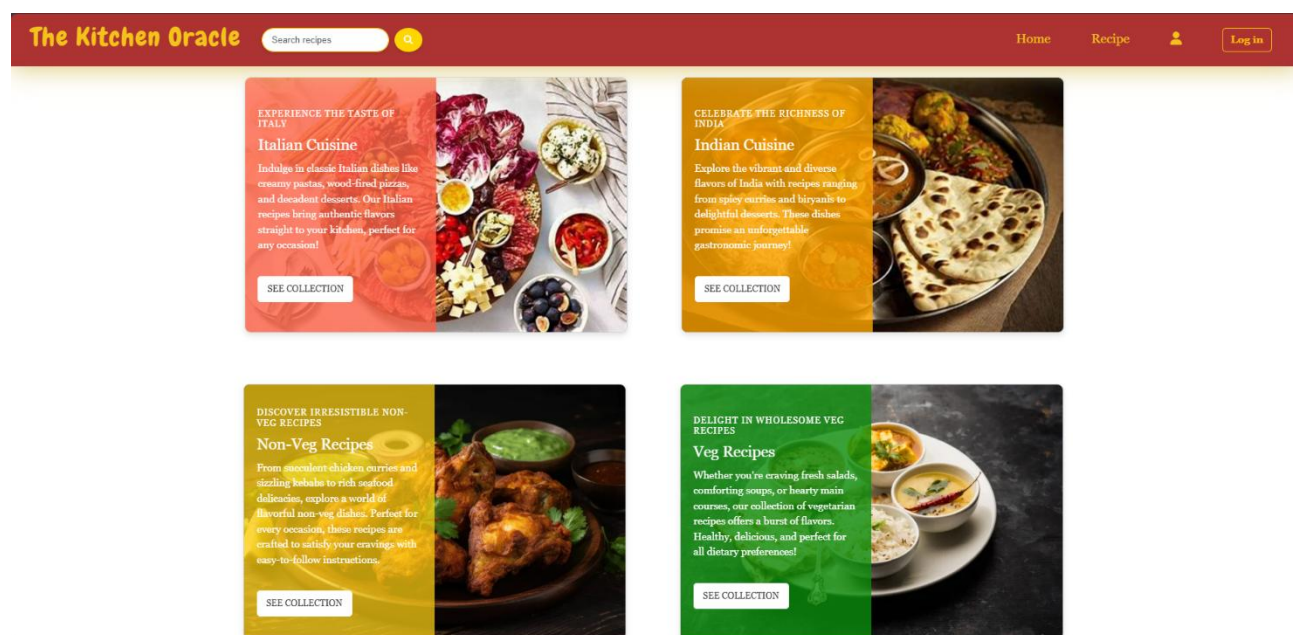 The Kitchen Oracle
Search recipes
Home
Recipe
Log in
EXPERIENCE THE TASTE OF
ITALY
Italian Cuisine
Indulge in classic Italian dishes like
creamy pastas, wood-fired pizzas,
and decadent desserts. Our Italian
recipes bring authentic flavors
straight to your kitchen, perfect for
any occasion!
SEE COLLECTION
CELEBRATE THE RICHNESS OF
INDIA
Indian Cuisine
Explore the vibrant and diverse
flavors of India with recipes ranging
from spicy curries and biryanis to
delightful desserts. These dishes
promise an unforgettable
gastronomic journey!
SEE COLLECTION
DISCOVER IRRESISTIBLE NON-
VEG RECIPES
Non-Veg Recipes
From succulent chicken curries and
sizzling kebabs to rich seafood
delicacies, explore a world of
flavorful non-veg dishes. Perfect for
every occasion, these recipes are
crafted to satisfy your cravings with
easy-to-follow instructions.
SEE COLLECTION
DELIGHT IN WHOLESOME VEG
RECIPES
Veg Recipes
Whether you're craving fresh salads,
comforting soups, or hearty main
courses, our collection of vegetarian
recipes offers a burst of flavors.
Healthy, delicious, and perfect for
all dietary preferences!
SEE COLLECTION